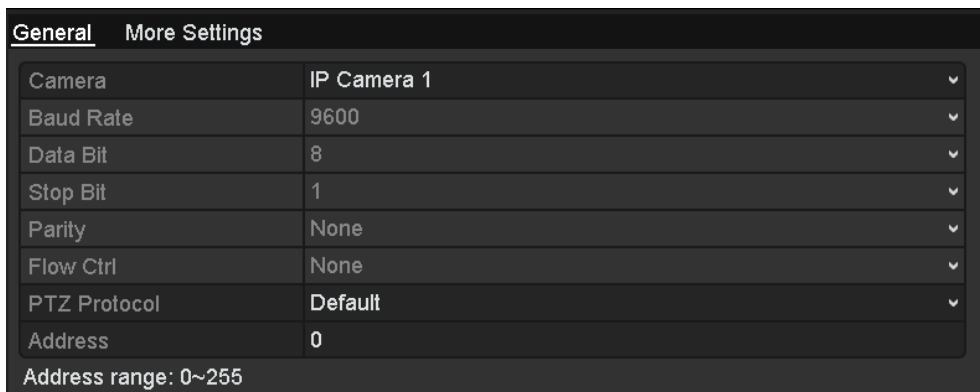 General More Settings
Camera IP Camera 1
Baud Rate 9600
Data Bit 8
Stop Bit 1
Parity None
Flow Ctrl None
PTZ Protocol Default
Address 0
Address range: 0~255